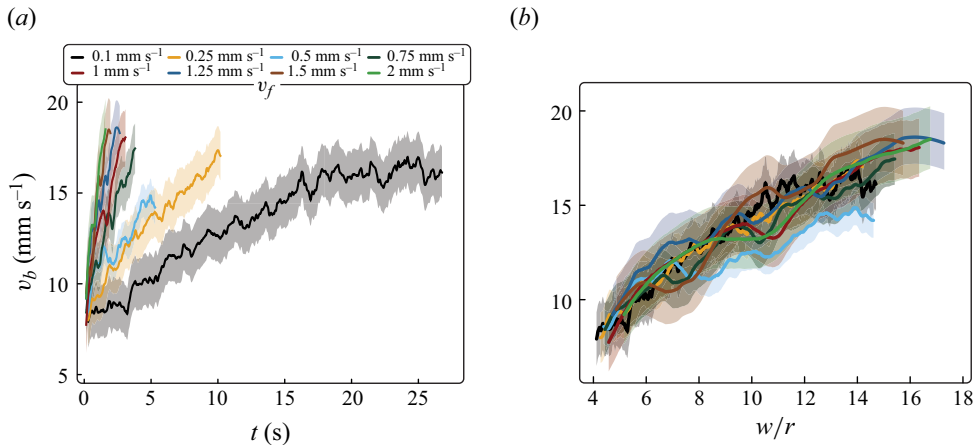 (a)
(b)
0.1 mm s⁻¹ 0.25 mm s⁻¹ 0.5 mm s⁻¹ 0.75 mm s⁻¹
1 mm s⁻¹ 1.25 mm s⁻¹ 1.5 mm s⁻¹ 2 mm s⁻¹
v_f
20
15
10
5
v_b (mm s⁻¹)
0 5 10 15 20 25
t (s)
20
15
10
4 6 8 10 12 14 16 18
w/r